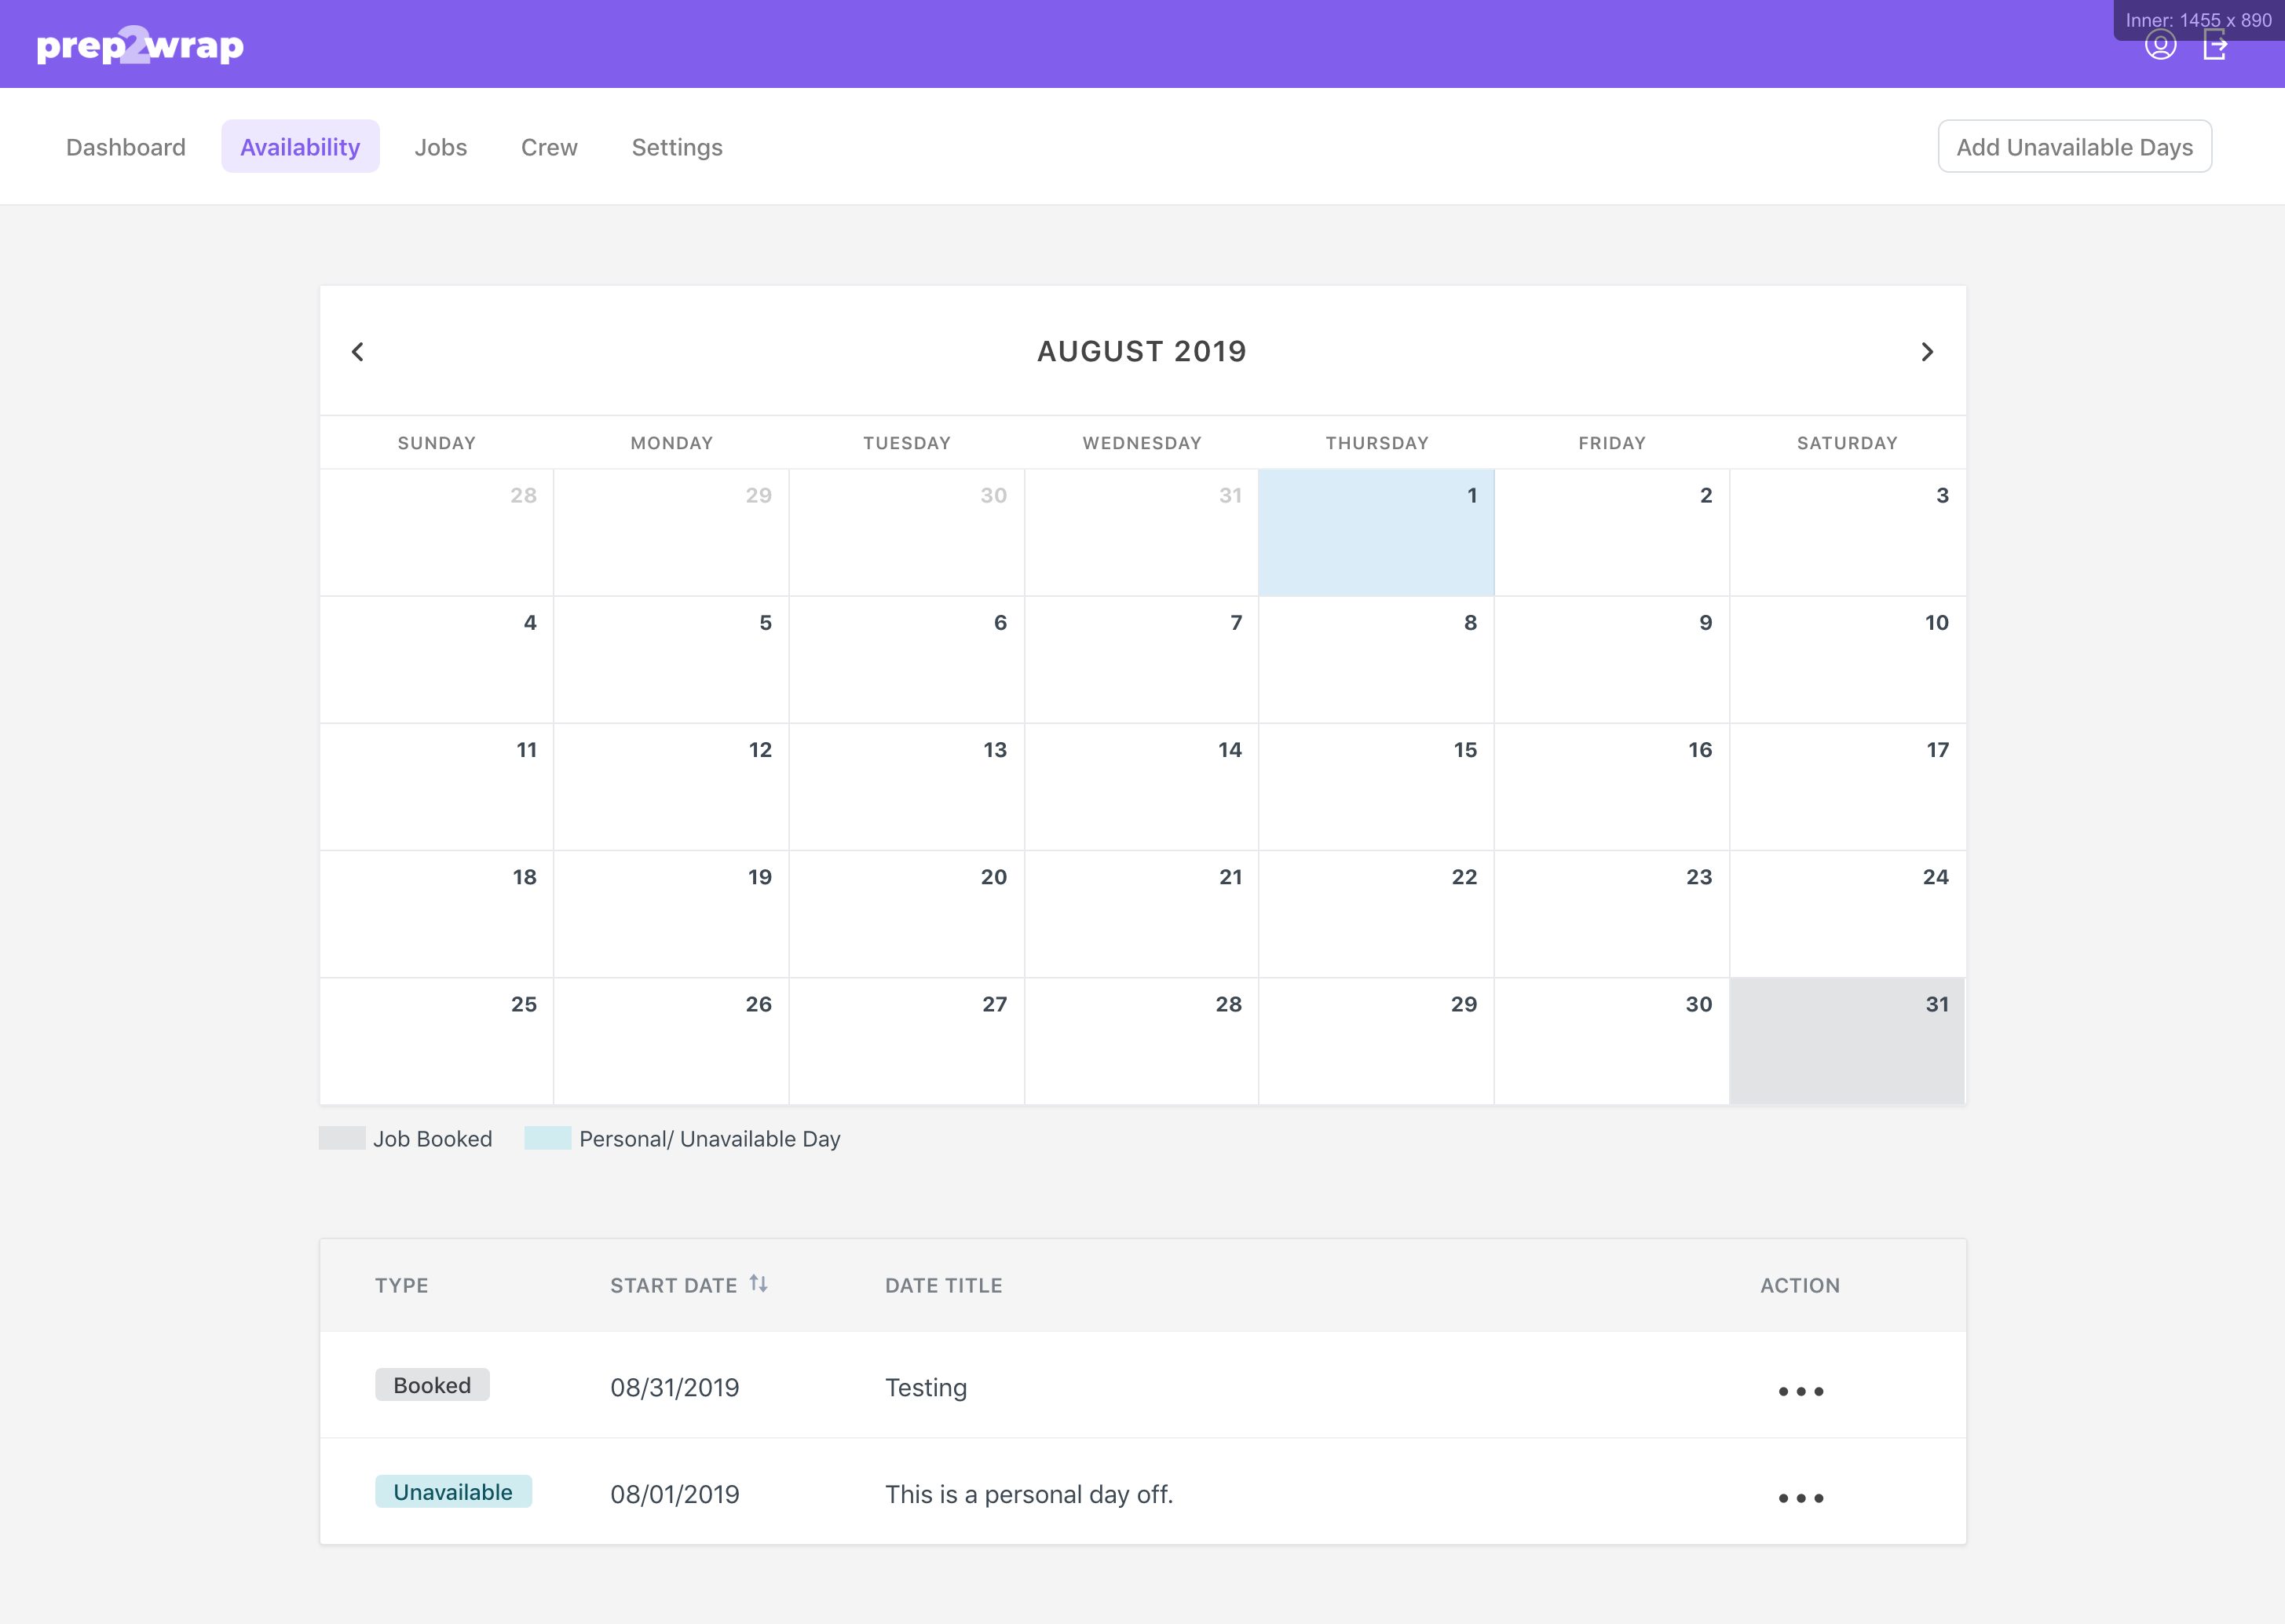 Inner: 1455 x 890
prep2wrap
Dashboard Availability Jobs Crew Settings Add Unavailable Days
AUGUST 2019
SUNDAY MONDAY TUESDAY WEDNESDAY THURSDAY FRIDAY SATURDAY
28 29 30 31 1 2 3
4 5 6 7 8 9 10
11 12 13 14 15 16 17
18 19 20 21 22 23 24
25 26 27 28 29 30 31
Job Booked Personal/ Unavailable Day
TYPE START DATE DATE TITLE ACTION
Booked 08/31/2019 Testing
Unavailable 08/01/2019 This is a personal day off.